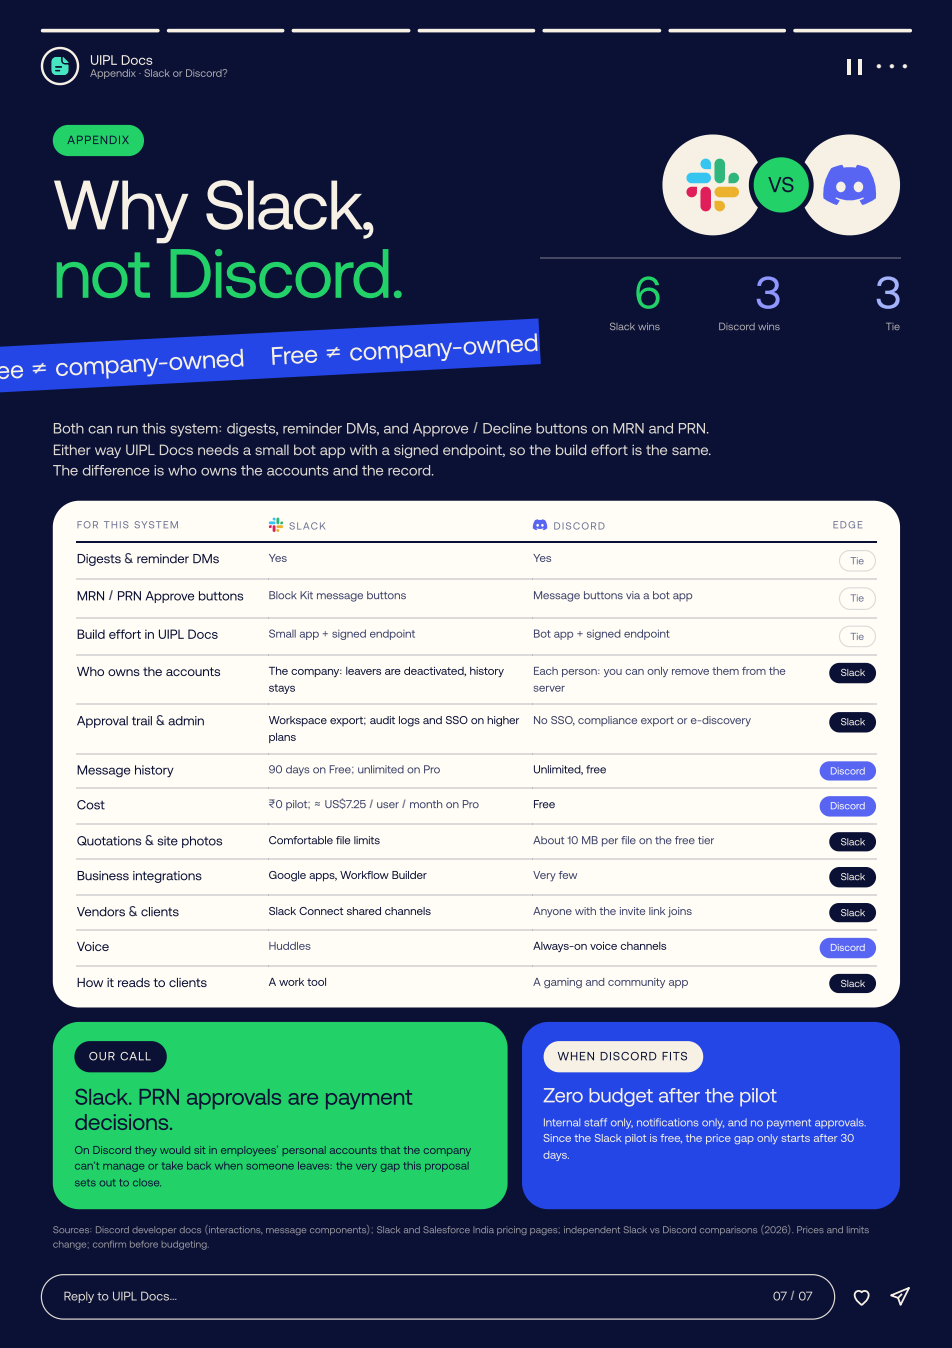 UIPL Docs
Appendix · Slack or Discord?
APPENDIX
Why Slack,
not Discord.
VS
6
Slack wins
3
Discord wins
3
Tie
ee ≠ company-owned Free ≠ company-owned
Both can run this system: digests, reminder DMs, and Approve / Decline buttons on MRN and PRN.
Either way UIPL Docs needs a small bot app with a signed endpoint, so the build effort is the same.
The difference is who owns the accounts and the record.
FOR THIS SYSTEM SLACK DISCORD EDGE
Digests & reminder DMs Yes Yes Tie
MRN / PRN Approve buttons Block Kit message buttons Message buttons via a bot app Tie
Build effort in UIPL Docs Small app + signed endpoint Bot app + signed endpoint Tie
Who owns the accounts The company: leavers are deactivated, history stays Each person: you can only remove them from the server Slack
Approval trail & admin Workspace export; audit logs and SSO on higher plans No SSO, compliance export or e-discovery Slack
Message history 90 days on Free; unlimited on Pro Unlimited, free Discord
Cost ₹0 pilot; ≈ US$7.25 / user / month on Pro Free Discord
Quotations & site photos Comfortable file limits About 10 MB per file on the free tier Slack
Business integrations Google apps, Workflow Builder Very few Slack
Vendors & clients Slack Connect shared channels Anyone with the invite link joins Slack
Voice Huddles Always-on voice channels Discord
How it reads to clients A work tool A gaming and community app Slack
OUR CALL
Slack. PRN approvals are payment
decisions.
On Discord they would sit in employees' personal accounts that the company
can't manage or take back when someone leaves: the very gap this proposal
sets out to close.
WHEN DISCORD FITS
Zero budget after the pilot
Internal staff only, notifications only, and no payment approvals.
Since the Slack pilot is free, the price gap only starts after 30
days.
Sources: Discord developer docs (interactions, message components); Slack and Salesforce India pricing pages; independent Slack vs Discord comparisons (2026). Prices and limits
change; confirm before budgeting.
Reply to UIPL Docs... 07 / 07